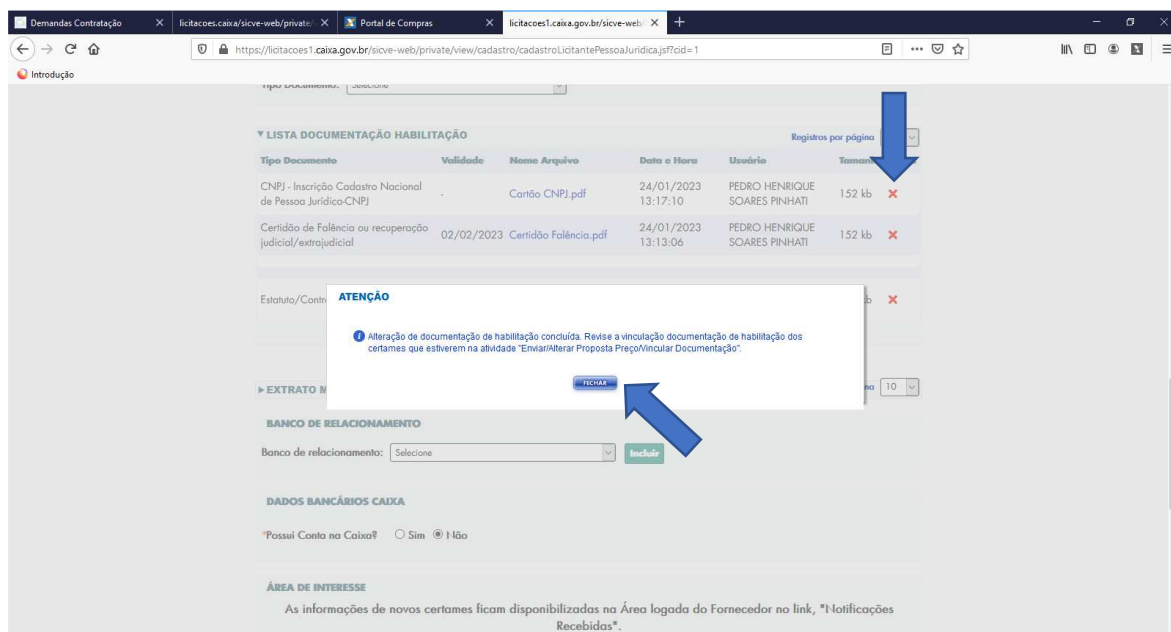 Demandas Contratação
licitacoes.caixa/sicve-web/private/
Portal de Compras
licitacoes1.caixa.gov.br/sicve-web/
https://licitacoes1.caixa.gov.br/sicve-web/private/view/cadastro/cadastroLicitantePessoaJuridica.jsf?cid=1
Introdução
Tipo Documento: Selecione
LISTA DOCUMENTAÇÃO HABILITAÇÃO
Registros por página
Tipo Documento Validade Nome Arquivo Data e Hora Usuário
CNPJ - Inscrição Cadastro Nacional de Pessoa Jurídica-CNPJ - Cartão CNPJ.pdf 24/01/2023 13:17:10 PEDRO HENRIQUE SOARES PINHATI 152 kb
Certidão de Falência ou recuperação judicial/extrajudicial 02/02/2023 Certidão Falência.pdf 24/01/2023 13:13:06 PEDRO HENRIQUE SOARES PINHATI 152 kb
Estatuto/Contr
ATENÇÃO
Alteração de documentação de habilitação concluída. Revise a vinculação documentação de habilitação dos
certames que estiverem na atividade "Enviar/Alterar Proposta Preço/Vincular Documentação".
FECHAR
EXTRATO 10
BANCO DE RELACIONAMENTO
Banco de relacionamento: Selecione Incluir
DADOS BANCÁRIOS CAIXA
*Possui Conta na Caixa? Sim Não
ÁREA DE INTERESSE
As informações de novos certames ficam disponibilizadas na Área logada do Fornecedor no link, "Notificações
Recebidas".